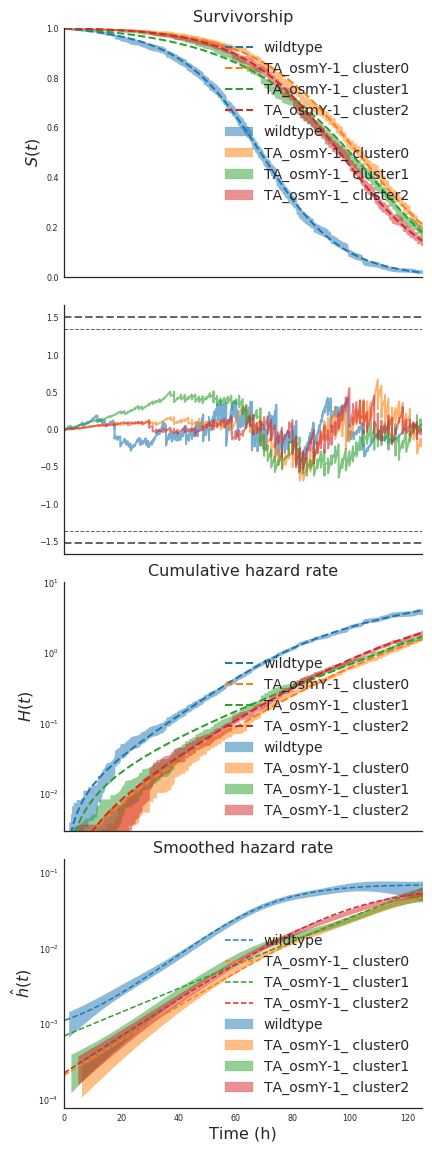 Survivorship
1.0
0.8
0.6
0.4
0.2
0.0
S(t)
wildtype
TA_osmY-1_ cluster0
TA_osmY-1_ cluster1
TA_osmY-1_ cluster2
wildtype
TA_osmY-1_ cluster0
TA_osmY-1_ cluster1
TA_osmY-1_ cluster2
1.5
1.0
0.5
0.0
−0.5
−1.0
−1.5
Cumulative hazard rate
10¹
10⁰
10⁻¹
10⁻²
H(t)
wildtype
TA_osmY-1_ cluster0
TA_osmY-1_ cluster1
TA_osmY-1_ cluster2
wildtype
TA_osmY-1_ cluster0
TA_osmY-1_ cluster1
TA_osmY-1_ cluster2
Smoothed hazard rate
10⁻¹
10⁻²
10⁻³
10⁻⁴
ĥ(t)
wildtype
TA_osmY-1_ cluster0
TA_osmY-1_ cluster1
TA_osmY-1_ cluster2
wildtype
TA_osmY-1_ cluster0
TA_osmY-1_ cluster1
TA_osmY-1_ cluster2
0 20 40 60 80 100 120
Time (h)